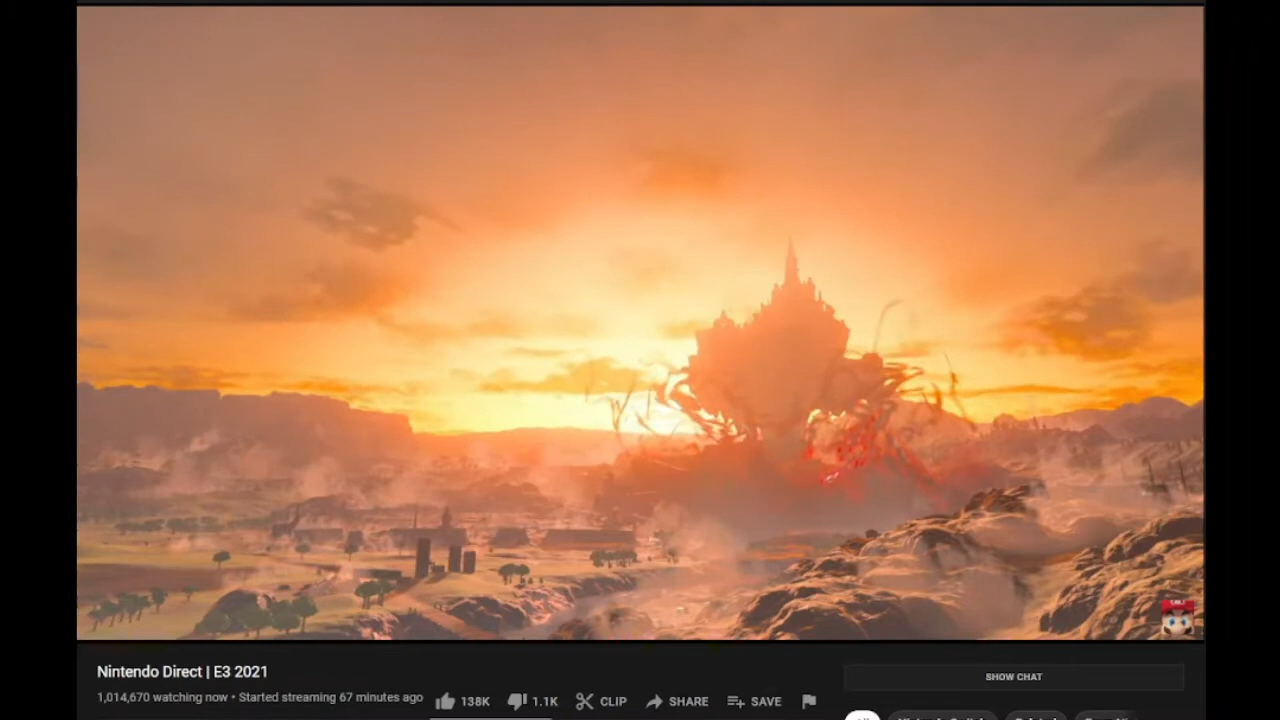 Nintendo Direct | E3 2021
1,014,670 watching now • Started streaming 67 minutes ago
138K
1.1K
CLIP
SHARE
SAVE
SHOW CHAT